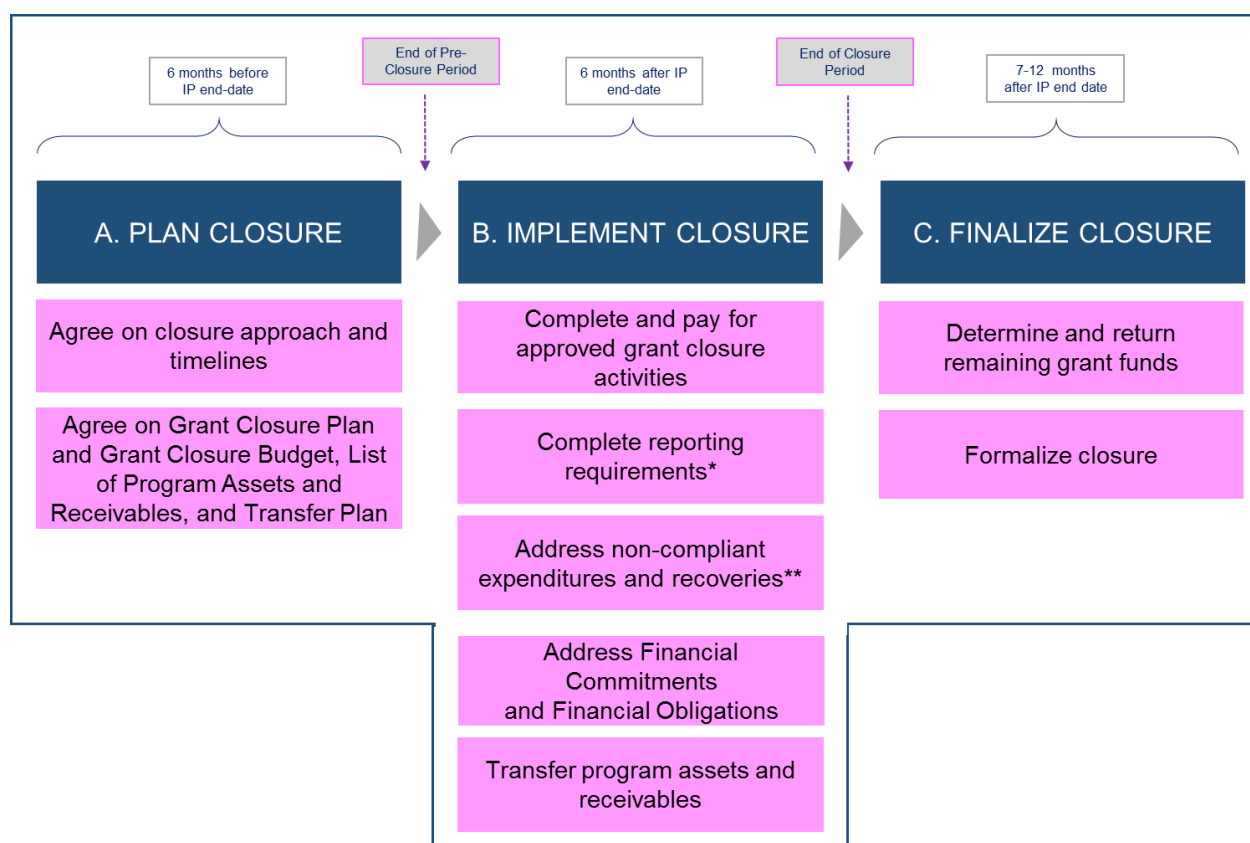 End of Pre-
Closure Period
End of Closure
Period
6 months before
IP end-date
6 months after IP
end-date
7-12 months
after IP end date
A. PLAN CLOSURE
B. IMPLEMENT CLOSURE
C. FINALIZE CLOSURE
Agree on closure approach and
timelines
Agree on Grant Closure Plan
and Grant Closure Budget, List
of Program Assets and
Receivables, and Transfer Plan
Complete and pay for
approved grant closure
activities
Complete reporting
requirements*
Address non-compliant
expenditures and recoveries**
Address Financial
Commitments
and Financial Obligations
Transfer program assets and
receivables
Determine and return
remaining grant funds
Formalize closure